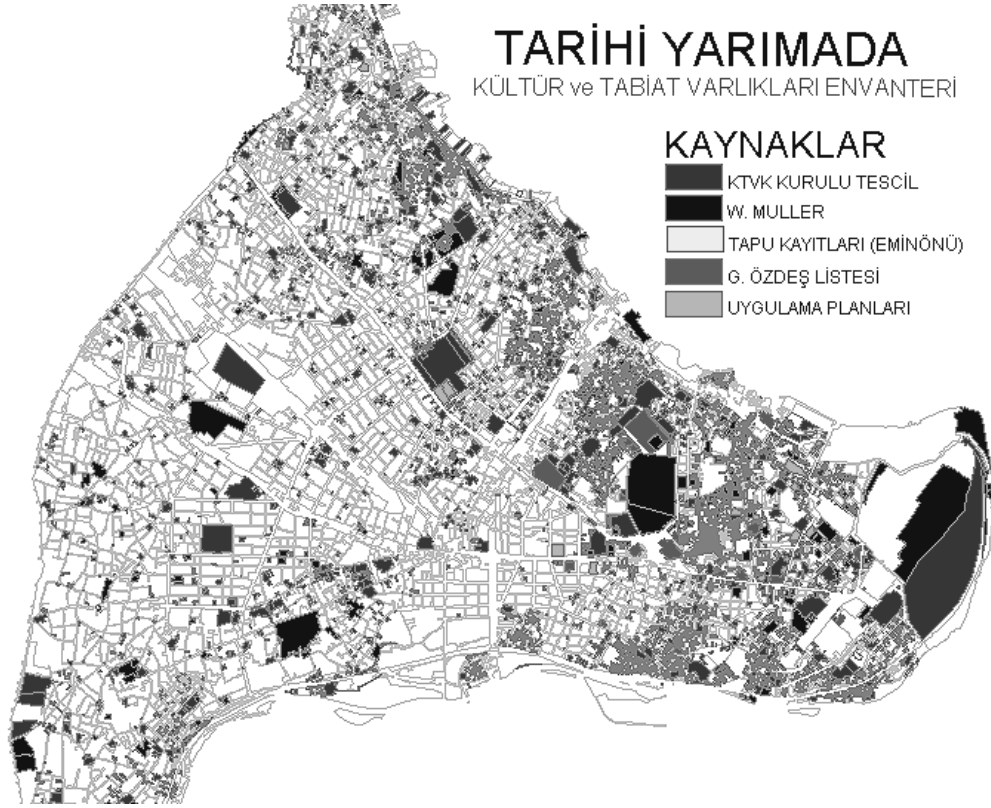 TARİHİ YARIMADA
KÜLTÜR ve TABİAT VARLIKLARI ENVANTERİ
KAYNAKLAR
KTVK KURULU TESCİL
W. MULLER
TAPU KAYITLARI (EMİNÖNÜ)
G. ÖZDEŞ LİSTESİ
UYGULAMA PLANLARI